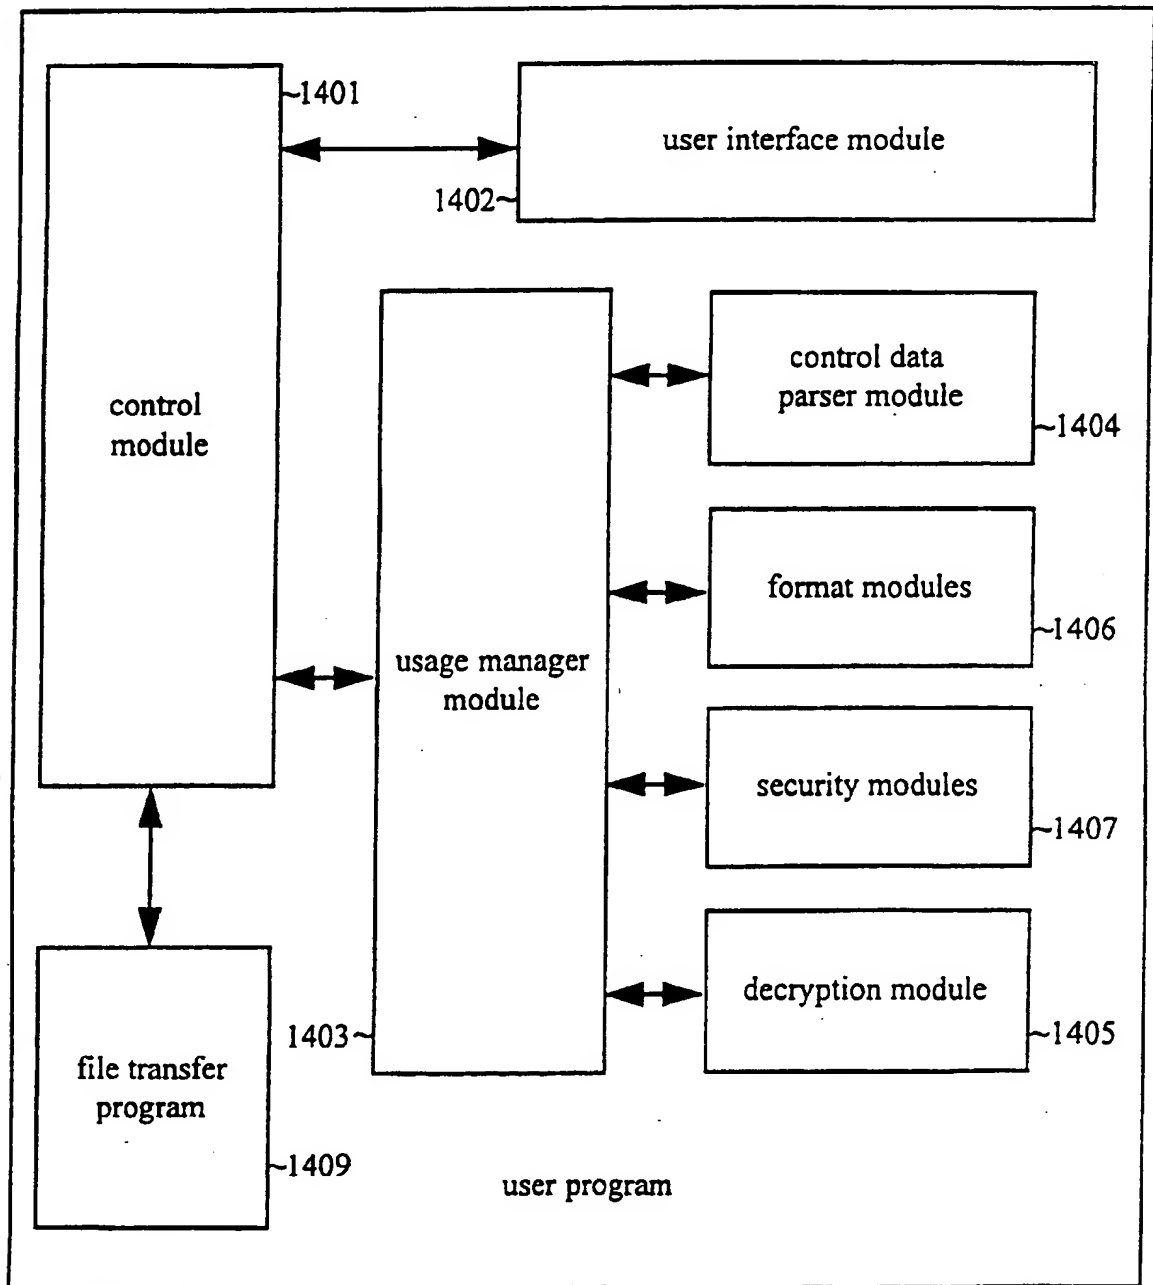 ~1401
user interface module
1402~
control
module
control data
parser module
~1404
format modules
~1406
usage manager
module
security modules
~1407
decryption module
~1405
1403~
file transfer
program
~1409
user program